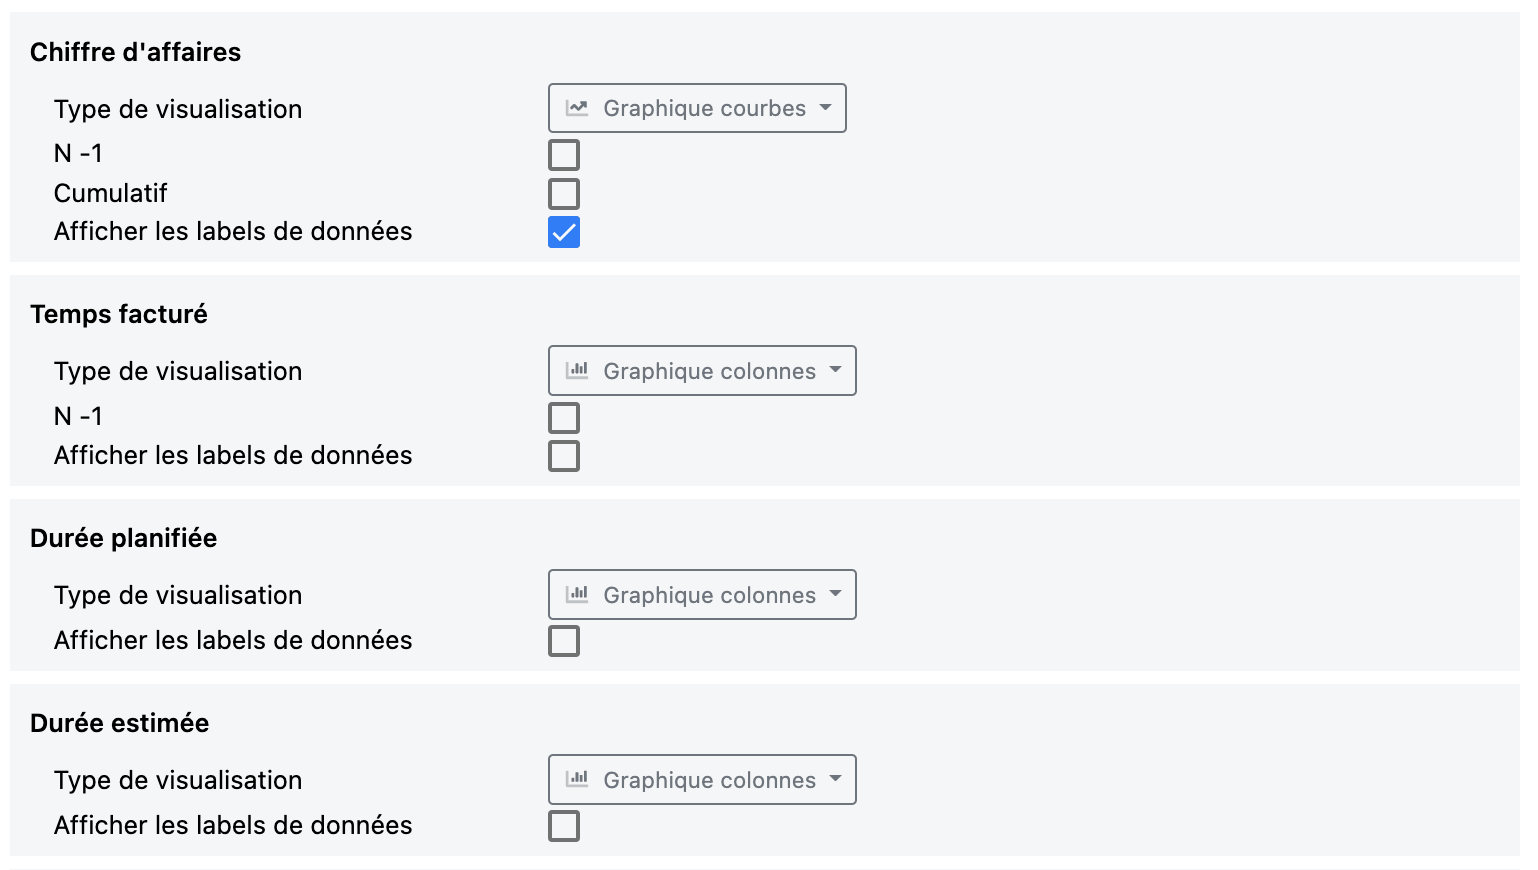 Chiffre d'affaires
Type de visualisation
Graphique courbes
N -1
Cumulatif
Afficher les labels de données
Temps facturé
Type de visualisation
Graphique colonnes
N -1
Afficher les labels de données
Durée planifiée
Type de visualisation
Graphique colonnes
Afficher les labels de données
Durée estimée
Type de visualisation
Graphique colonnes
Afficher les labels de données